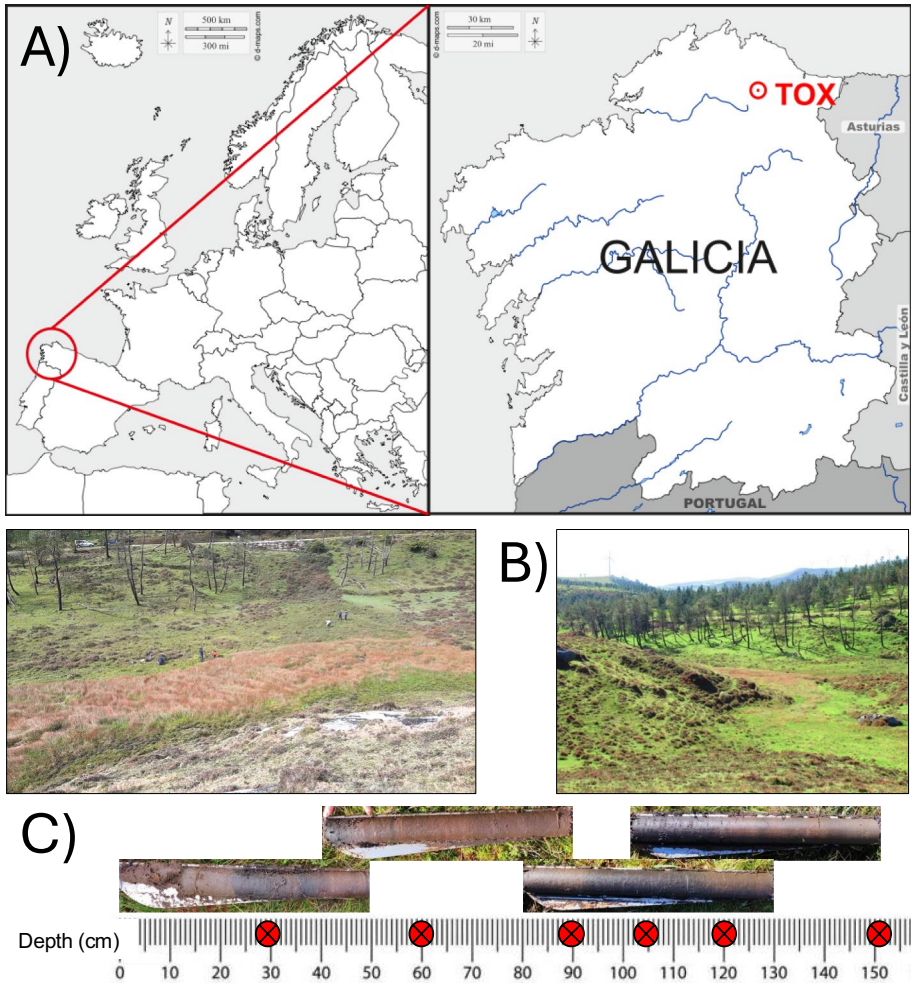 A)
N
500 km
300 mi
© d-maps.com
30 km
20 mi
N
© d-maps.com
TOX
Asturias
GALICIA
Castilla y León
PORTUGAL
B)
C)
Depth (cm)
0 10 20 30 40 50 60 70 80 90 100 110 120 130 140 150